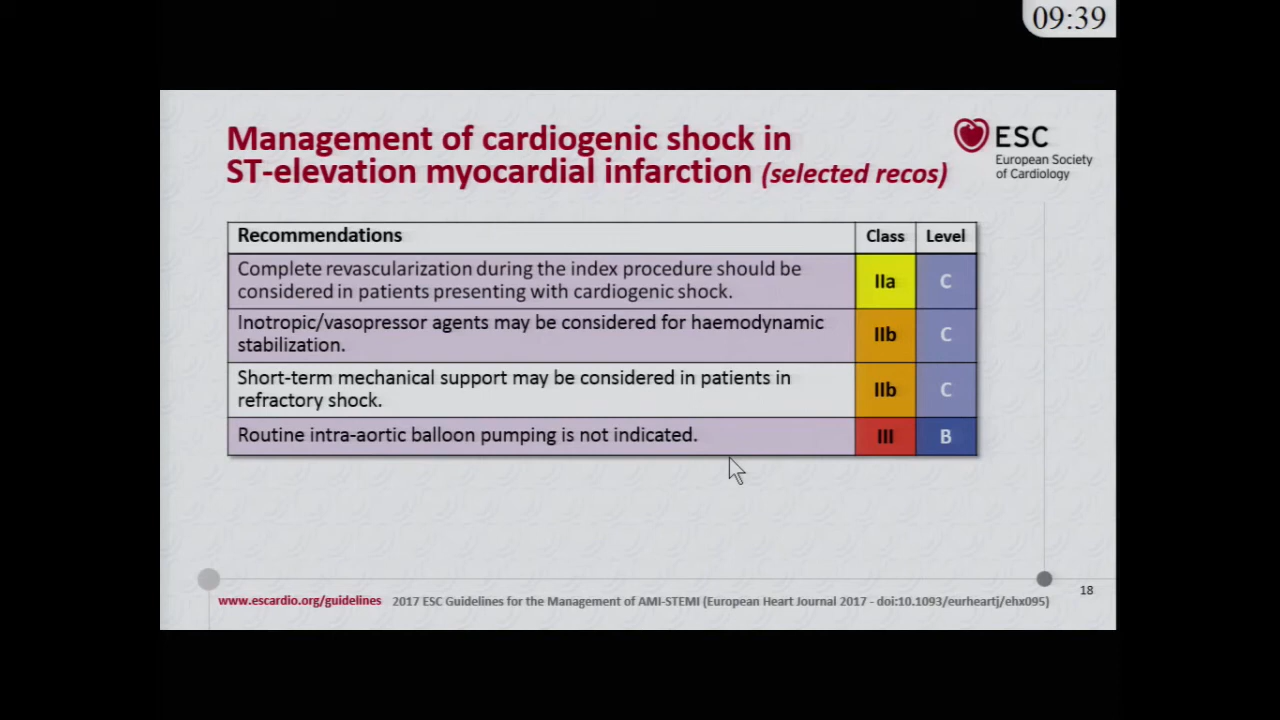 09:39
Management of cardiogenic shock in
ST-elevation myocardial infarction (selected recos)
ESC
European Society
of Cardiology
Recommendations Class Level
Complete revascularization during the index procedure should be
considered in patients presenting with cardiogenic shock.
IIa C
Inotropic/vasopressor agents may be considered for haemodynamic
stabilization.
IIb C
Short-term mechanical support may be considered in patients in
refractory shock.
IIb C
Routine intra-aortic balloon pumping is not indicated. III B
18
www.escardio.org/guidelines 2017 ESC Guidelines for the Management of AMI-STEMI (European Heart Journal 2017 - doi:10.1093/eurheartj/ehx095)